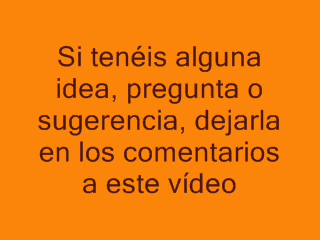 Si tenéis alguna
idea, pregunta o
sugerencia, dejarla
en los comentarios
a este vídeo